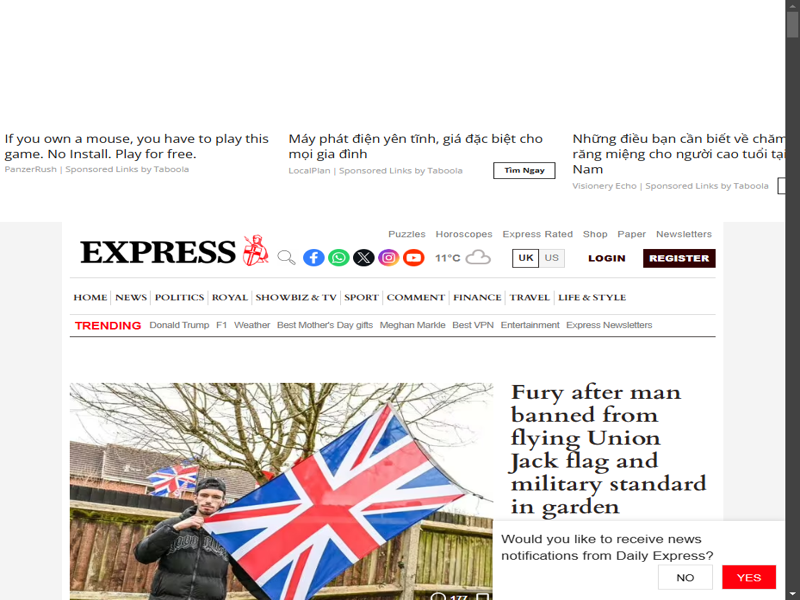 If you own a mouse, you have to play this
game. No Install. Play for free.
PanzerRush | Sponsored Links by Taboola
Máy phát điện yên tĩnh, giá đặc biệt cho
mọi gia đình
LocalPlan | Sponsored Links by Taboola
Tìm Ngay
Những điều bạn cần biết về chăm
răng miệng cho người cao tuổi tại
Nam
Visionary Echo | Sponsored Links by Taboola
Puzzles Horoscopes Express Rated Shop Paper Newsletters
EXPRESS
11°C
UK US
LOGIN
REGISTER
HOME NEWS POLITICS ROYAL SHOWBIZ & TV SPORT COMMENT FINANCE TRAVEL LIFE & STYLE
TRENDING Donald Trump F1 Weather Best Mother's Day gifts Meghan Markle Best VPN Entertainment Express Newsletters
Fury after man
banned from
flying Union
Jack flag and
military standard
in garden
177
Would you like to receive news
notifications from Daily Express?
NO
YES